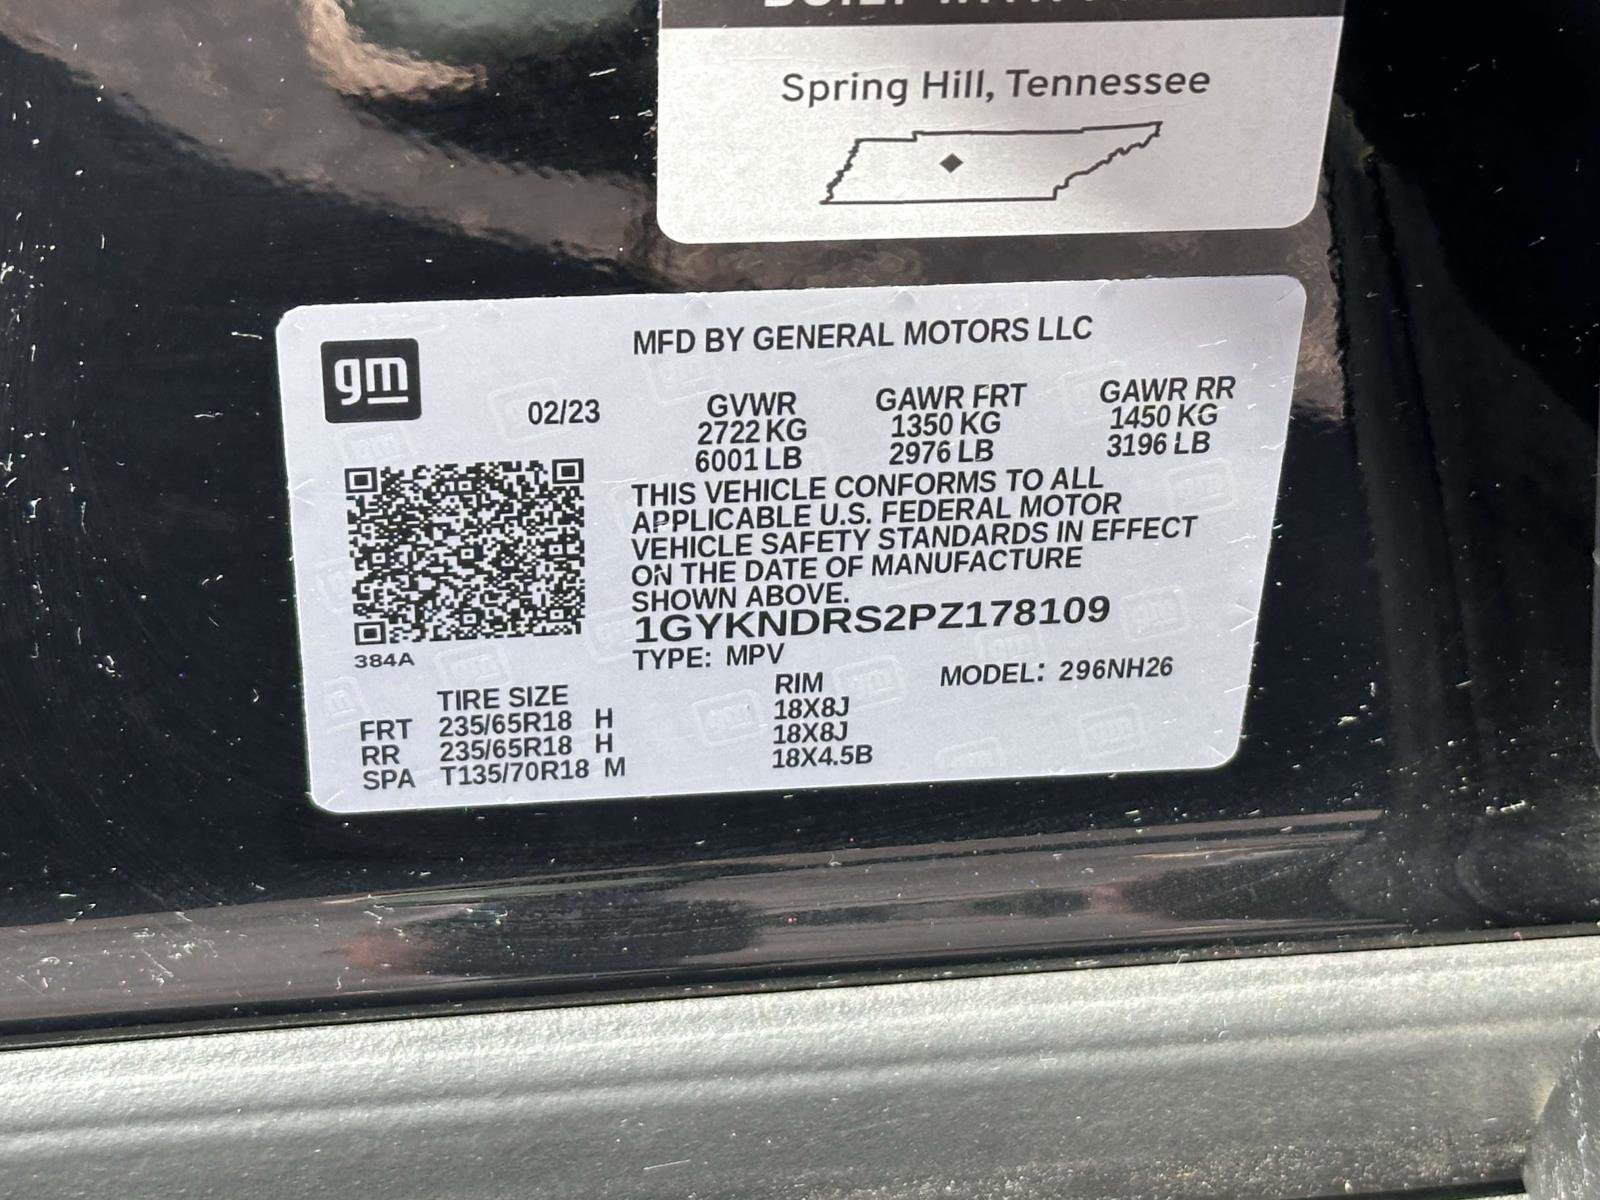 Spring Hill, Tennessee
gm
MFD BY GENERAL MOTORS LLC
02/23 GVWR GAWR FRT GAWR RR
2722 KG 1350 KG 1450 KG
6001 LB 2976 LB 3196 LB
THIS VEHICLE CONFORMS TO ALL
APPLICABLE U.S. FEDERAL MOTOR
VEHICLE SAFETY STANDARDS IN EFFECT
ON THE DATE OF MANUFACTURE
SHOWN ABOVE.
1GYKNDRS2PZ178109
384A
TYPE: MPV
MODEL: 296NH26
TIRE SIZE RIM
FRT 235/65R18 H 18X8J
RR 235/65R18 H 18X8J
SPA T135/70R18 M 18X4.5B